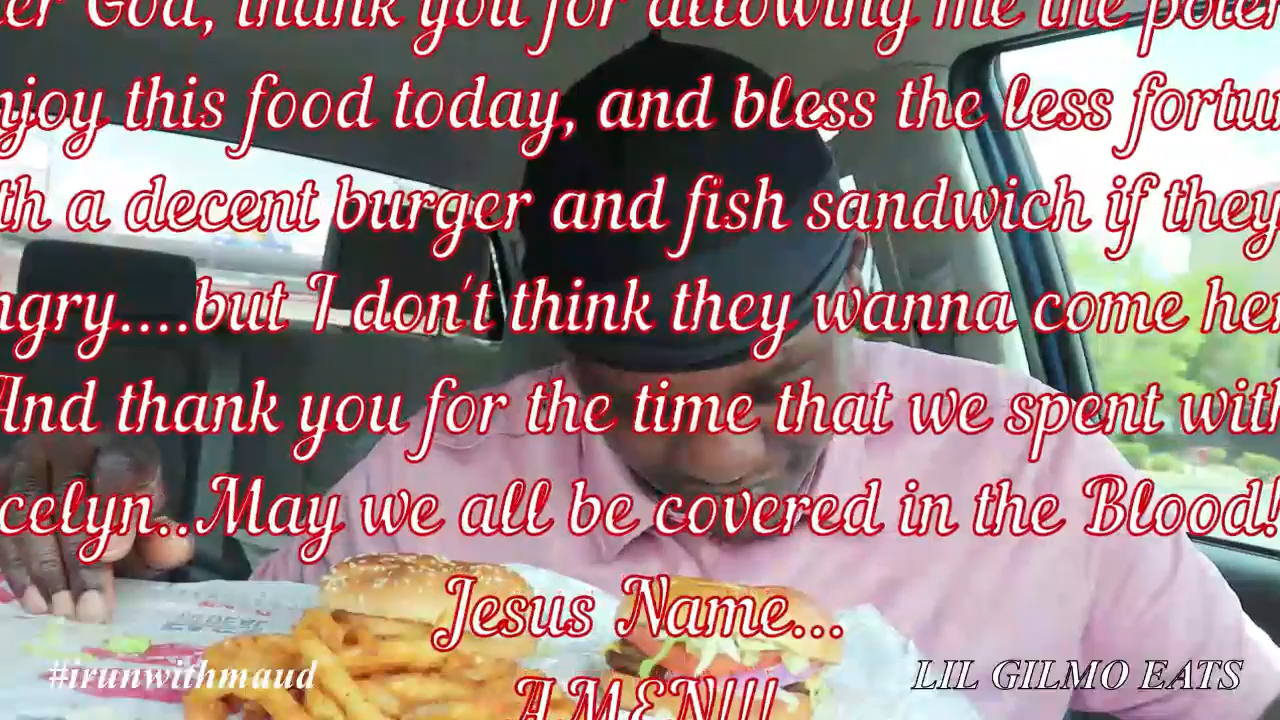 er God, thank you for allowing me the poten
njoy this food today, and bless the less fortun
th a decent burger and fish sandwich if they
ngry....but I don't think they wanna come her
And thank you for the time that we spent with
celyn..May we all be covered in the Blood!
Jesus Name...
AMEN!!!
#irunwithmaud
LIL GILMO EATS